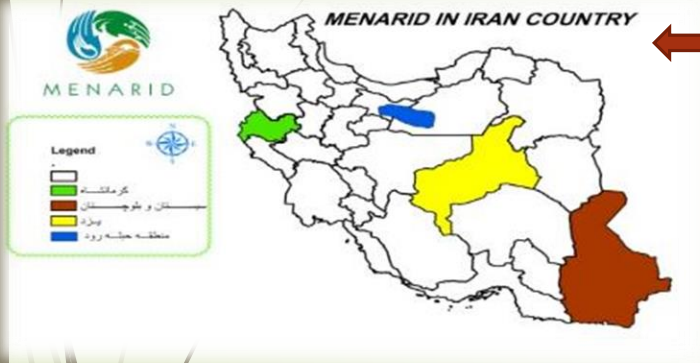 MENARID IN IRAN COUNTRY
MENARID
N
Legend
کرمانشاه
سیستان و بلوچستان
یزد
منطقه حبله رود